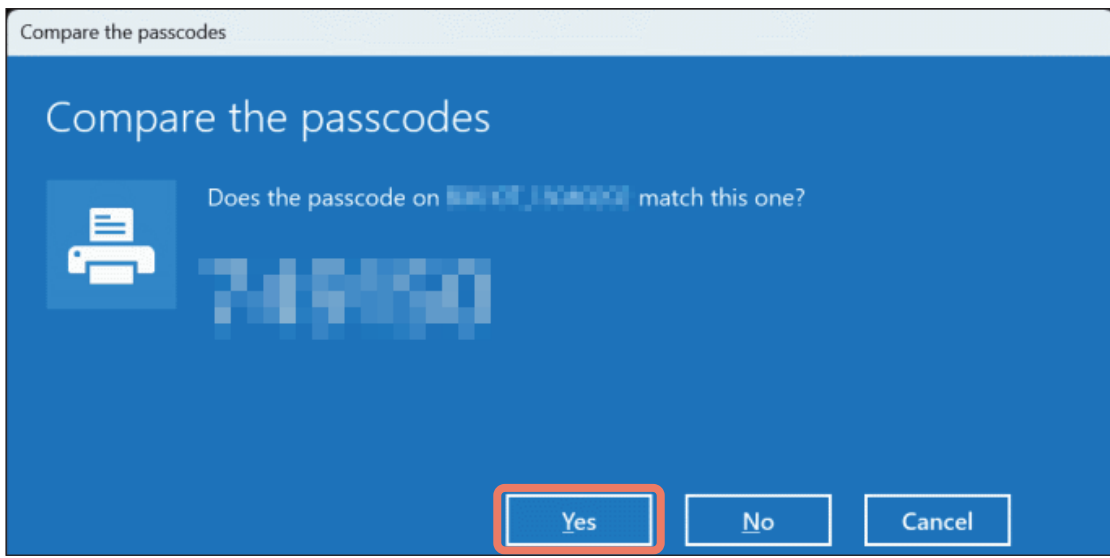 Compare the passcodes
Compare the passcodes
Does the passcode on match this one?
Yes
No
Cancel